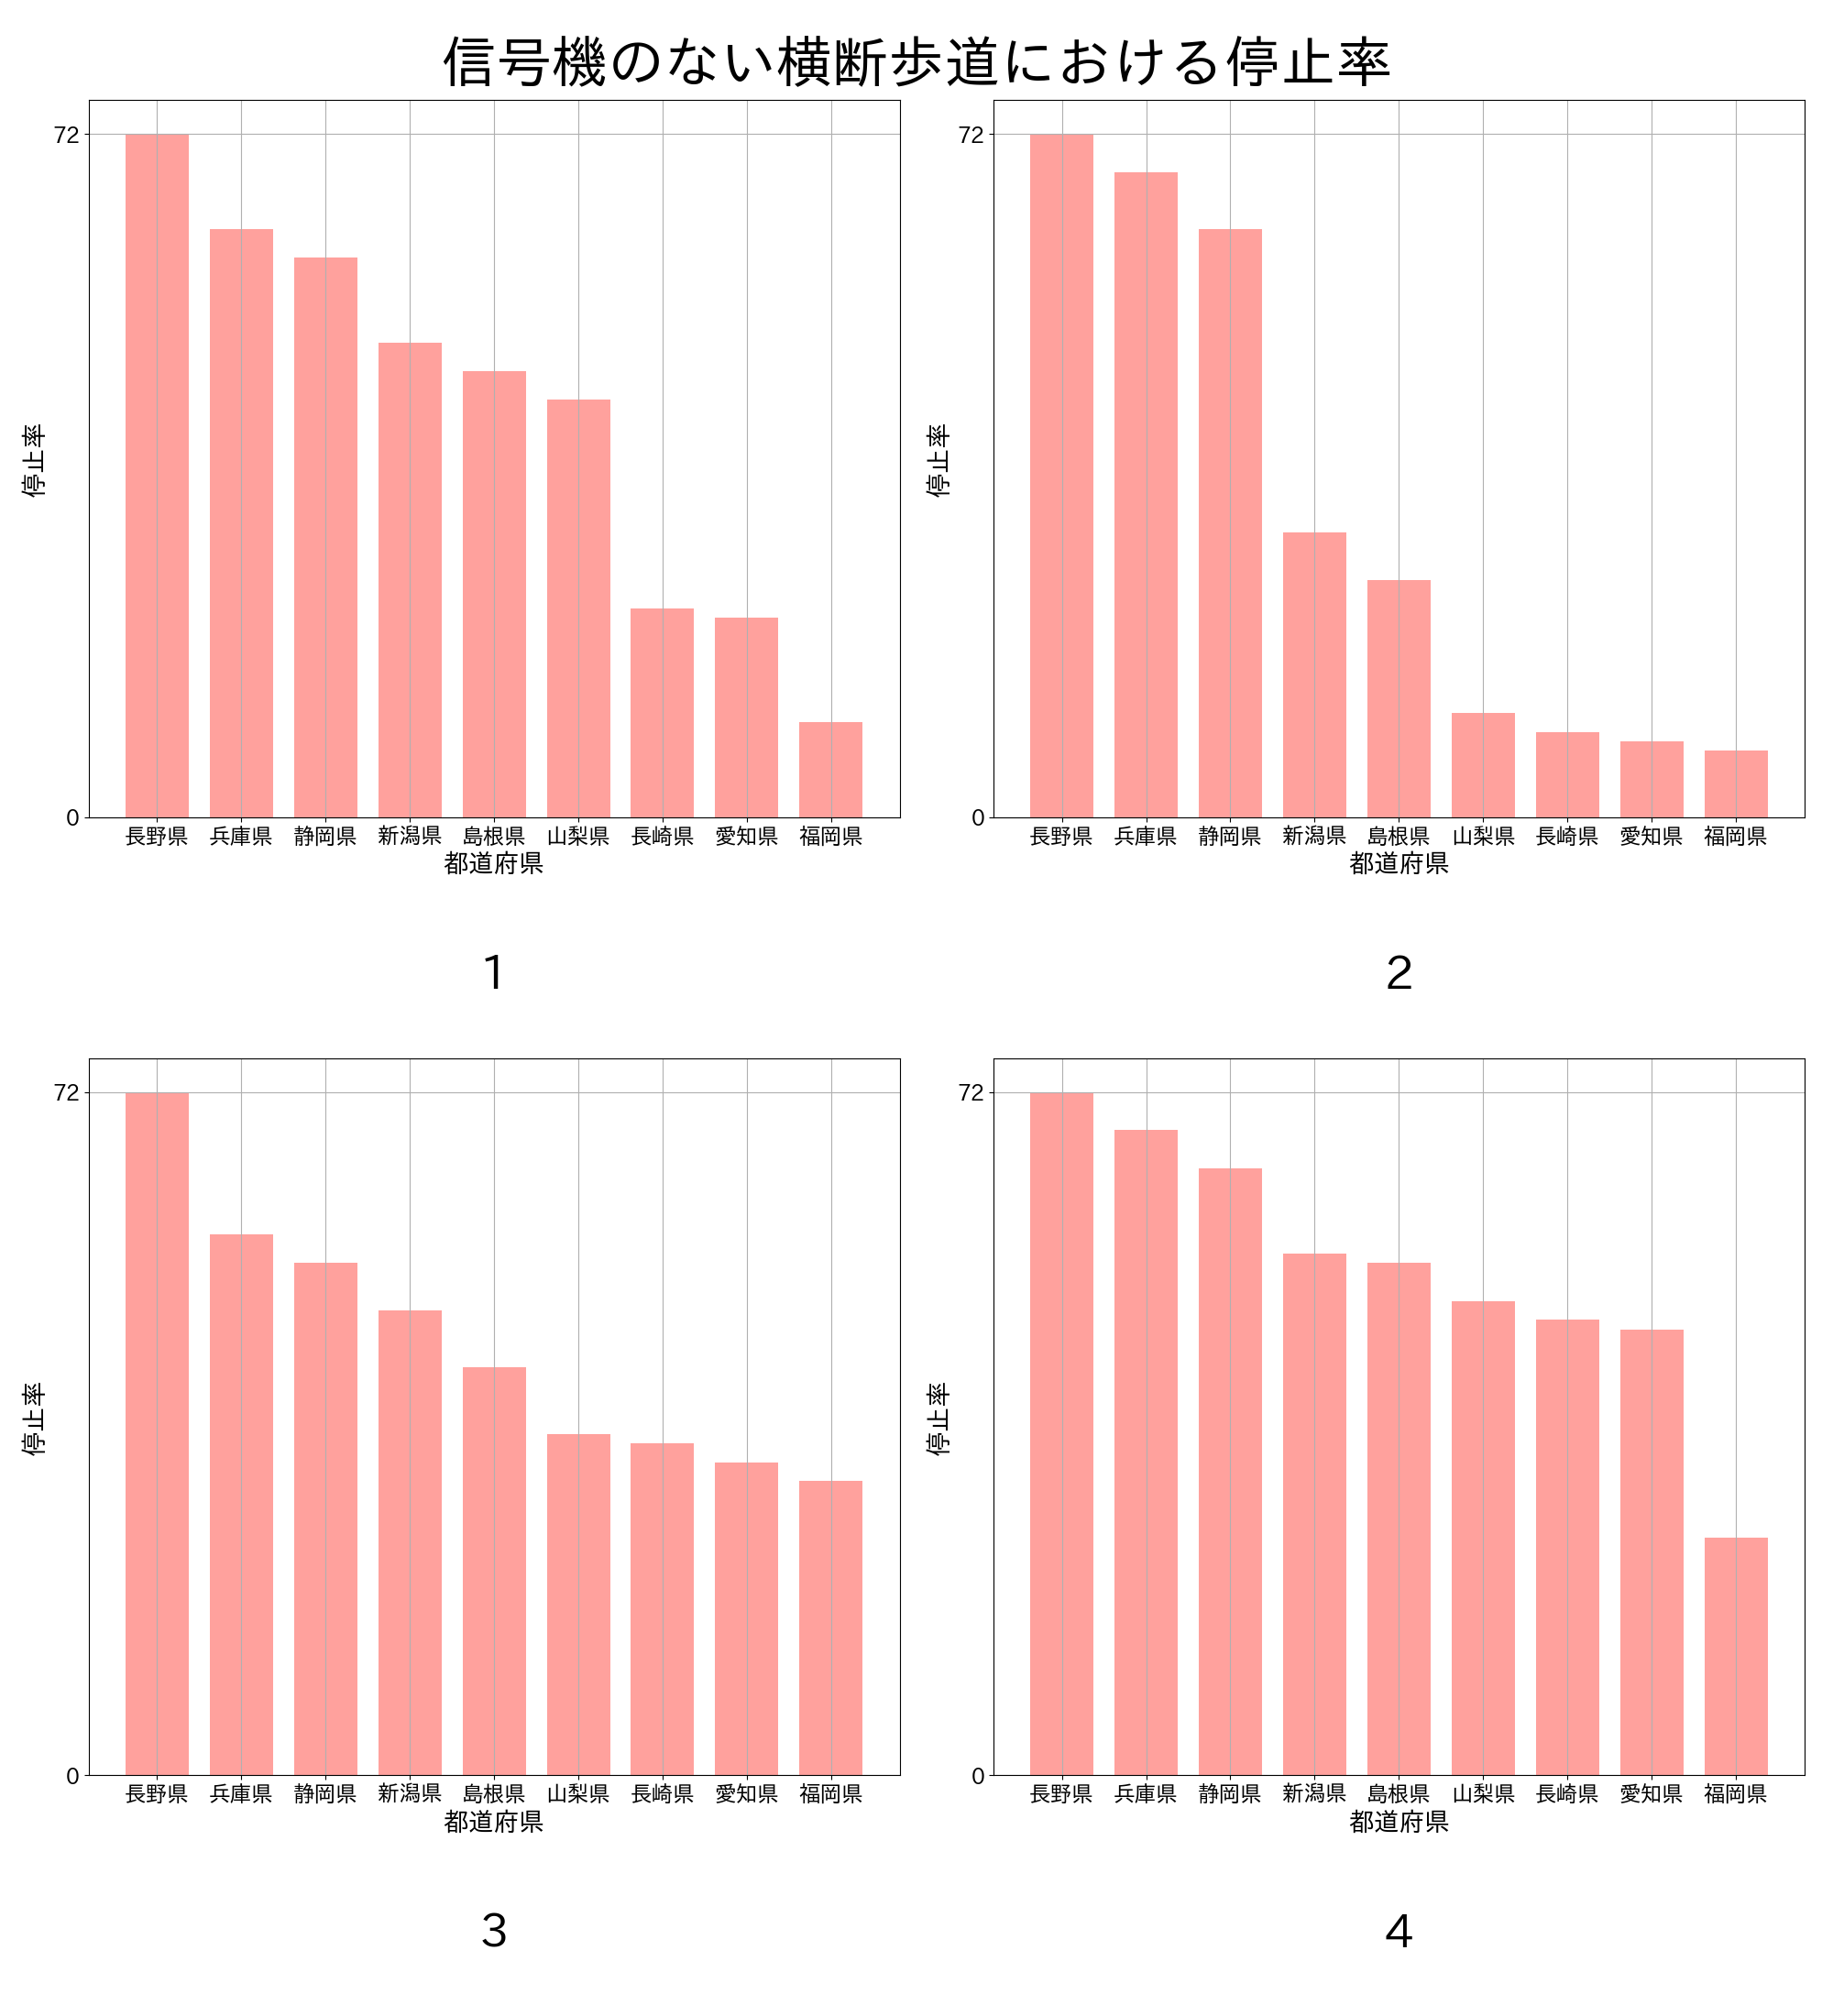 信号機のない横断歩道における停止率
72
0
停止率
長野県 兵庫県 静岡県 新潟県 島根県 山梨県 長崎県 愛知県 福岡県
都道府県
1
72
0
停止率
長野県 兵庫県 静岡県 新潟県 島根県 山梨県 長崎県 愛知県 福岡県
都道府県
2
72
0
停止率
長野県 兵庫県 静岡県 新潟県 島根県 山梨県 長崎県 愛知県 福岡県
都道府県
3
72
0
停止率
長野県 兵庫県 静岡県 新潟県 島根県 山梨県 長崎県 愛知県 福岡県
都道府県
4